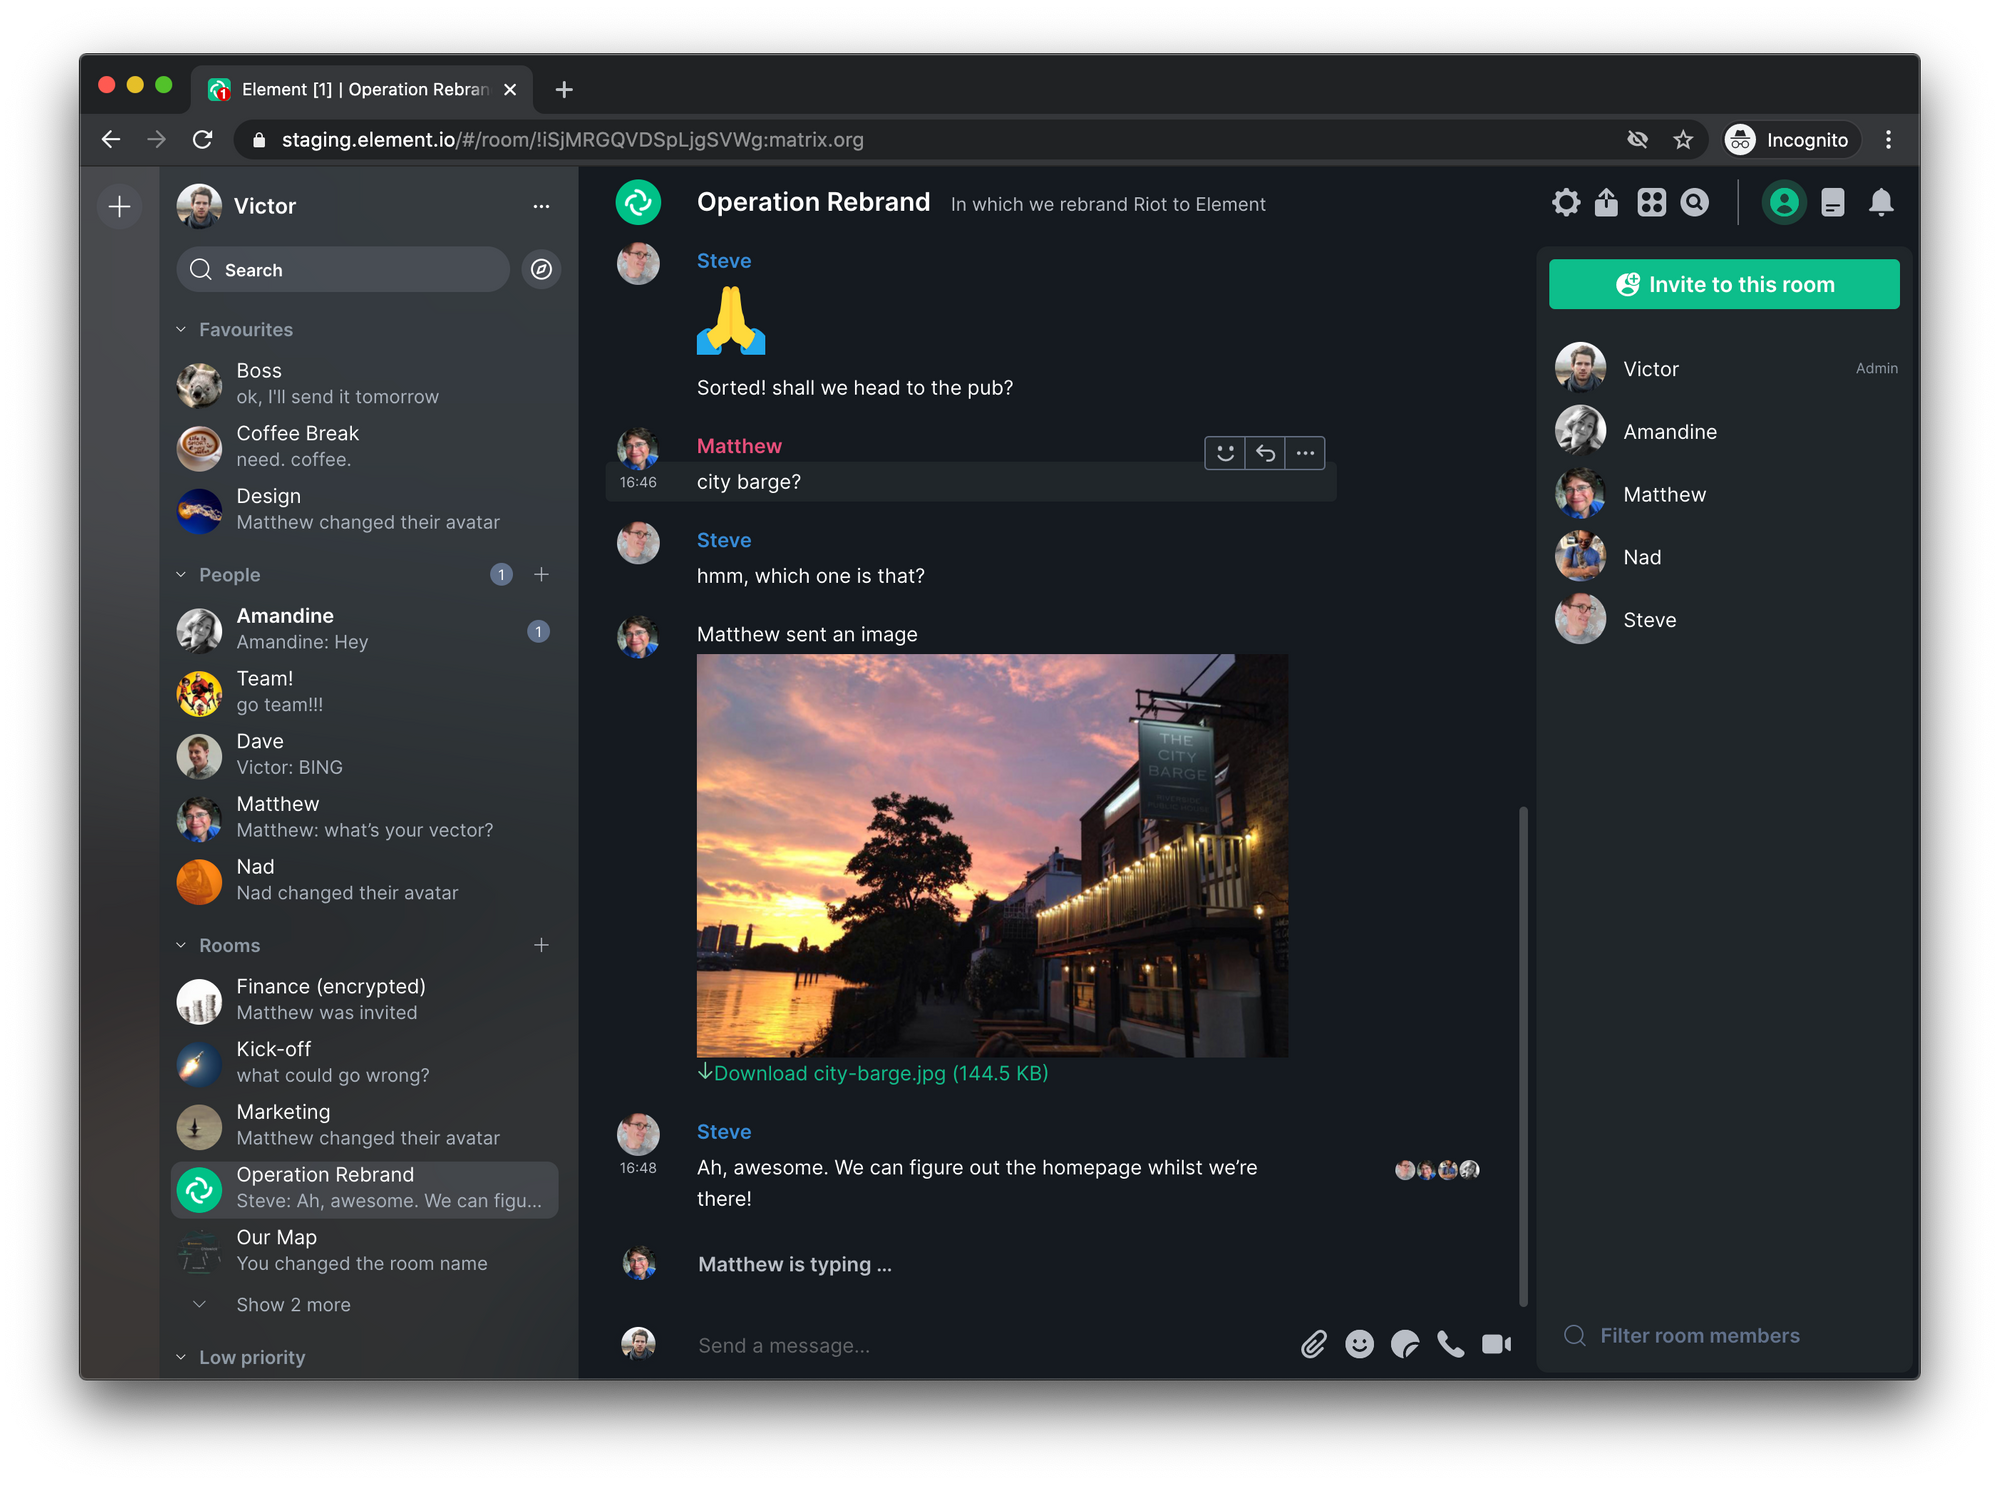 Element [1] | Operation Rebran
staging.element.io/#/room/!iSjMRGQVDSpLjgSVWg:matrix.org
Incognito
Victor
Search
Favourites
Boss
ok, I'll send it tomorrow
Coffee Break
need. coffee.
Design
Matthew changed their avatar
People
1
Amandine
Amandine: Hey
1
Team!
go team!!!
Dave
Victor: BING
Matthew
Matthew: what’s your vector?
Nad
Nad changed their avatar
Rooms
Finance (encrypted)
Matthew was invited
Kick-off
what could go wrong?
Marketing
Matthew changed their avatar
Operation Rebrand
Steve: Ah, awesome. We can figu...
Our Map
You changed the room name
Show 2 more
Low priority
Operation Rebrand
In which we rebrand Riot to Element
Steve
Sorted! shall we head to the pub?
Matthew
16:46
city barge?
Steve
hmm, which one is that?
Matthew sent an image
THE
CITY
BARGE
RIVERSIDE
PUBLIC HOUSE
Download city-barge.jpg (144.5 KB)
Steve
16:48
Ah, awesome. We can figure out the homepage whilst we’re
there!
Matthew is typing ...
Send a message...
Invite to this room
Victor
Admin
Amandine
Matthew
Nad
Steve
Filter room members